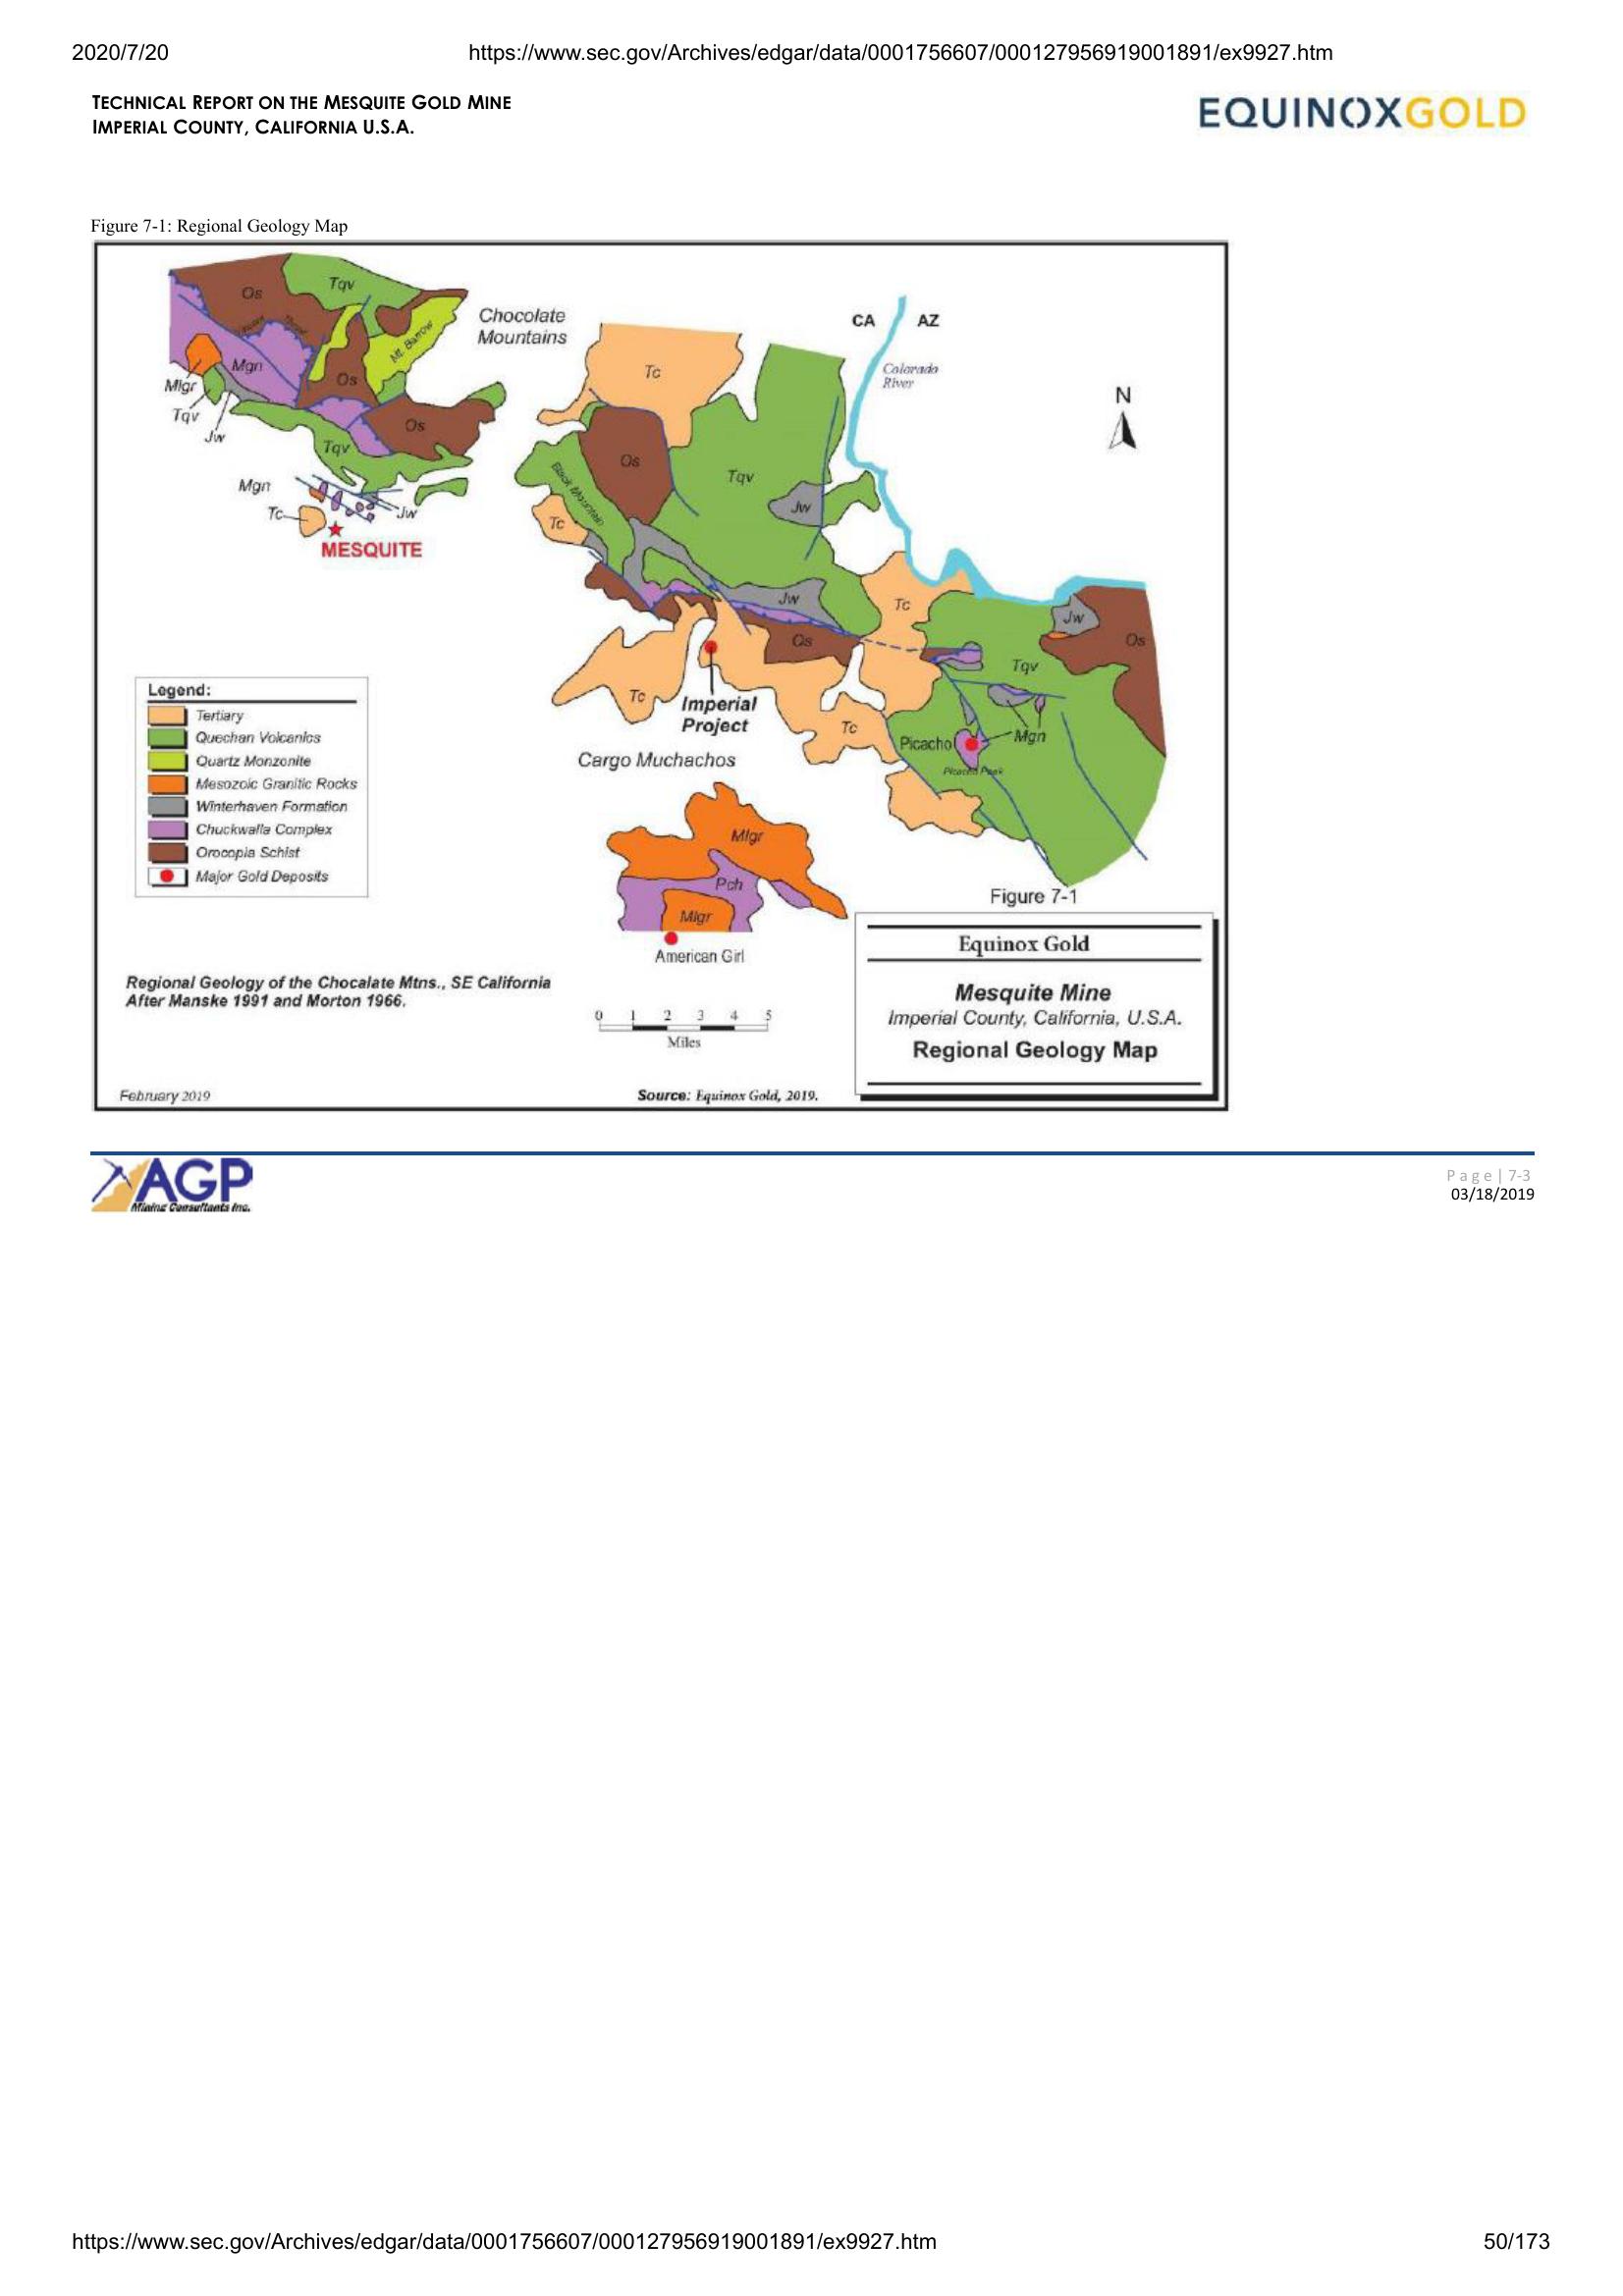 2020/7/20
https://www.sec.gov/Archives/edgar/data/0001756607/000127956919001891/ex9927.htm
TECHNICAL REPORT ON THE MESQUITE GOLD MINE
IMPERIAL COUNTY, CALIFORNIA U.S.A.
EQUINOXGOLD
Figure 7-1: Regional Geology Map
Os
Tqv
Mt. Barrow
Chocolate
Mountains
Mgn
Os
Mlgr
Tqv
Jw
Os
Tqv
Mgn
Tc
Jw
MESQUITE
CA
AZ
Colorado
River
N
Tc
Os
Tqv
Black Mountain
Jw
Tc
Jw
Tc
Jw
Os
Os
Tqv
Tc
Imperial
Project
Tc
Picacho
Mgn
Picacho Peak
Cargo Muchachos
Mlgr
Pch
Mlgr
American Girl
Legend:
Tertiary
Quechan Volcanics
Quartz Monzonite
Mesozoic Granitic Rocks
Winterhaven Formation
Chuckwalla Complex
Orocopia Schist
Major Gold Deposits
Regional Geology of the Chocalate Mtns., SE California
After Manske 1991 and Morton 1966.
0 1 2 3 4 5
Miles
Figure 7-1
Equinox Gold
Mesquite Mine
Imperial County, California, U.S.A.
Regional Geology Map
February 2019
Source: Equinox Gold, 2019.
AGP
Mining Consultants Inc.
Page | 7-3
03/18/2019
https://www.sec.gov/Archives/edgar/data/0001756607/000127956919001891/ex9927.htm
50/173